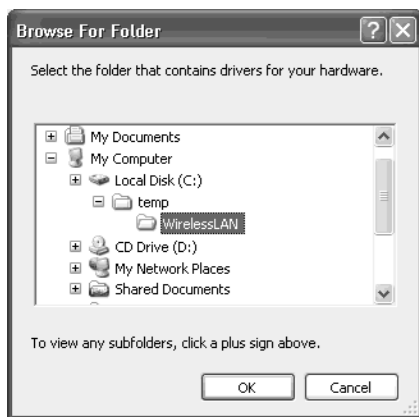 Browse For Folder
Select the folder that contains drivers for your hardware.
My Documents
My Computer
Local Disk (C:)
temp
WirelessLAN
CD Drive (D:)
My Network Places
Shared Documents
To view any subfolders, click a plus sign above.
OK Cancel